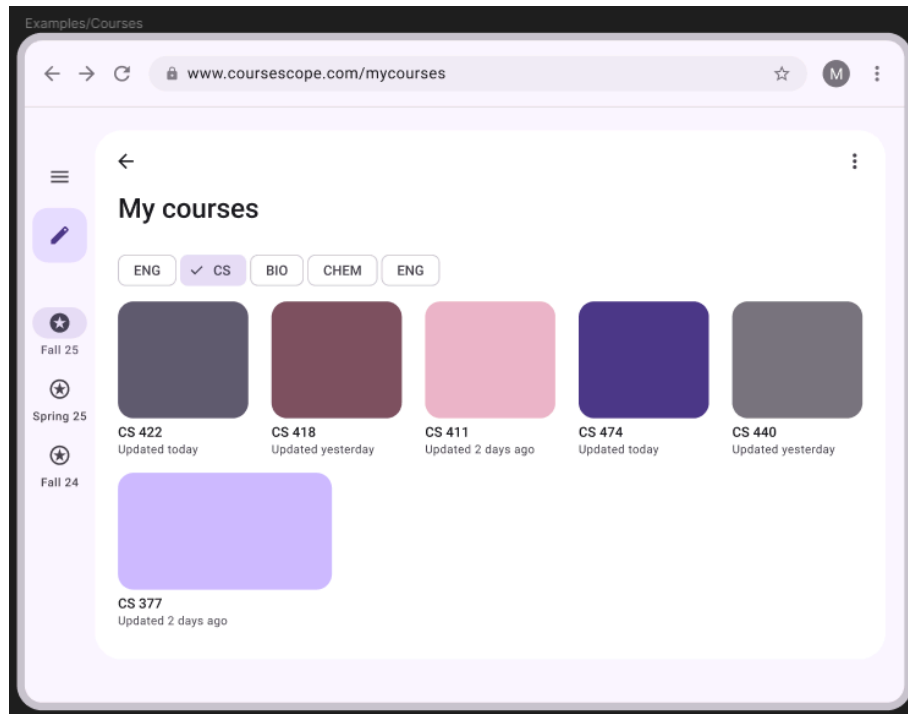 Examples/Courses
www.coursescope.com/mycourses
M
My courses
ENG CS BIO CHEM ENG
Fall 25
Spring 25
Fall 24
CS 422 CS 418 CS 411 CS 474 CS 440
Updated today Updated yesterday Updated 2 days ago Updated today Updated yesterday
CS 377
Updated 2 days ago